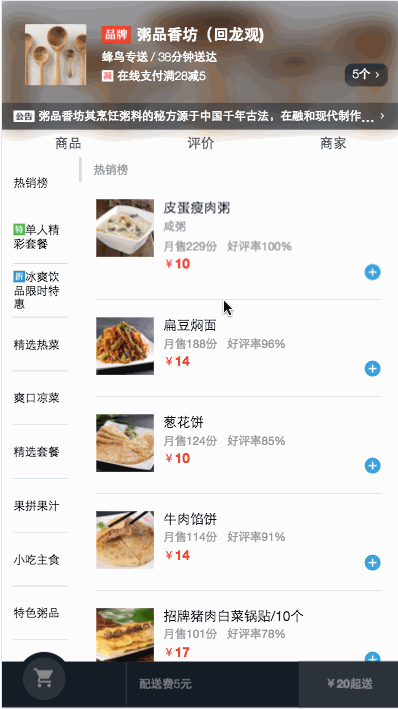 品牌 粥品香坊（回龙观）
蜂鸟专送 / 38分钟送达
减 在线支付满28减5
5个 >
公告 粥品香坊其烹饪粥料的秘方源于中国千年古法，在融和现代制作... >
商品 评价 商家
热销榜
特 单人精
彩套餐
折 冰爽饮
品限时特
惠
精选热菜
爽口凉菜
精选套餐
果拼果汁
小吃主食
特色粥品
热销榜
皮蛋瘦肉粥
咸粥
月售229份 好评率100%
￥10
扁豆焖面
月售188份 好评率96%
￥14
葱花饼
月售124份 好评率85%
￥10
牛肉馅饼
月售114份 好评率91%
￥14
招牌猪肉白菜锅贴/10个
月售101份 好评率78%
￥17
配送费5元
￥20起送